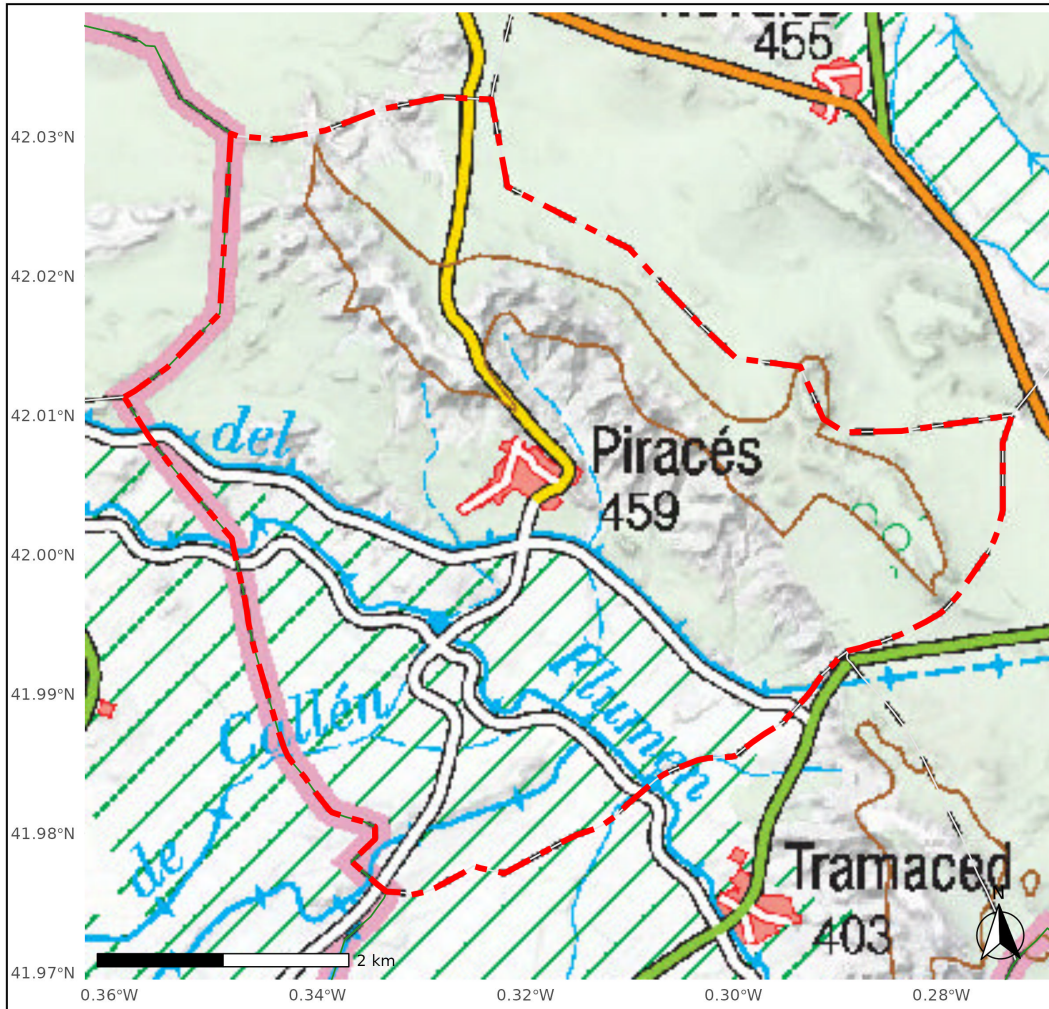 455
42.03°N
42.02°N
42.01°N
del
Piracés
459
42.00°N
41.99°N
Flumen
Callén
de
41.98°N
Tramaced
403
N
2 km
41.97°N
0.36°W
0.34°W
0.32°W
0.30°W
0.28°W